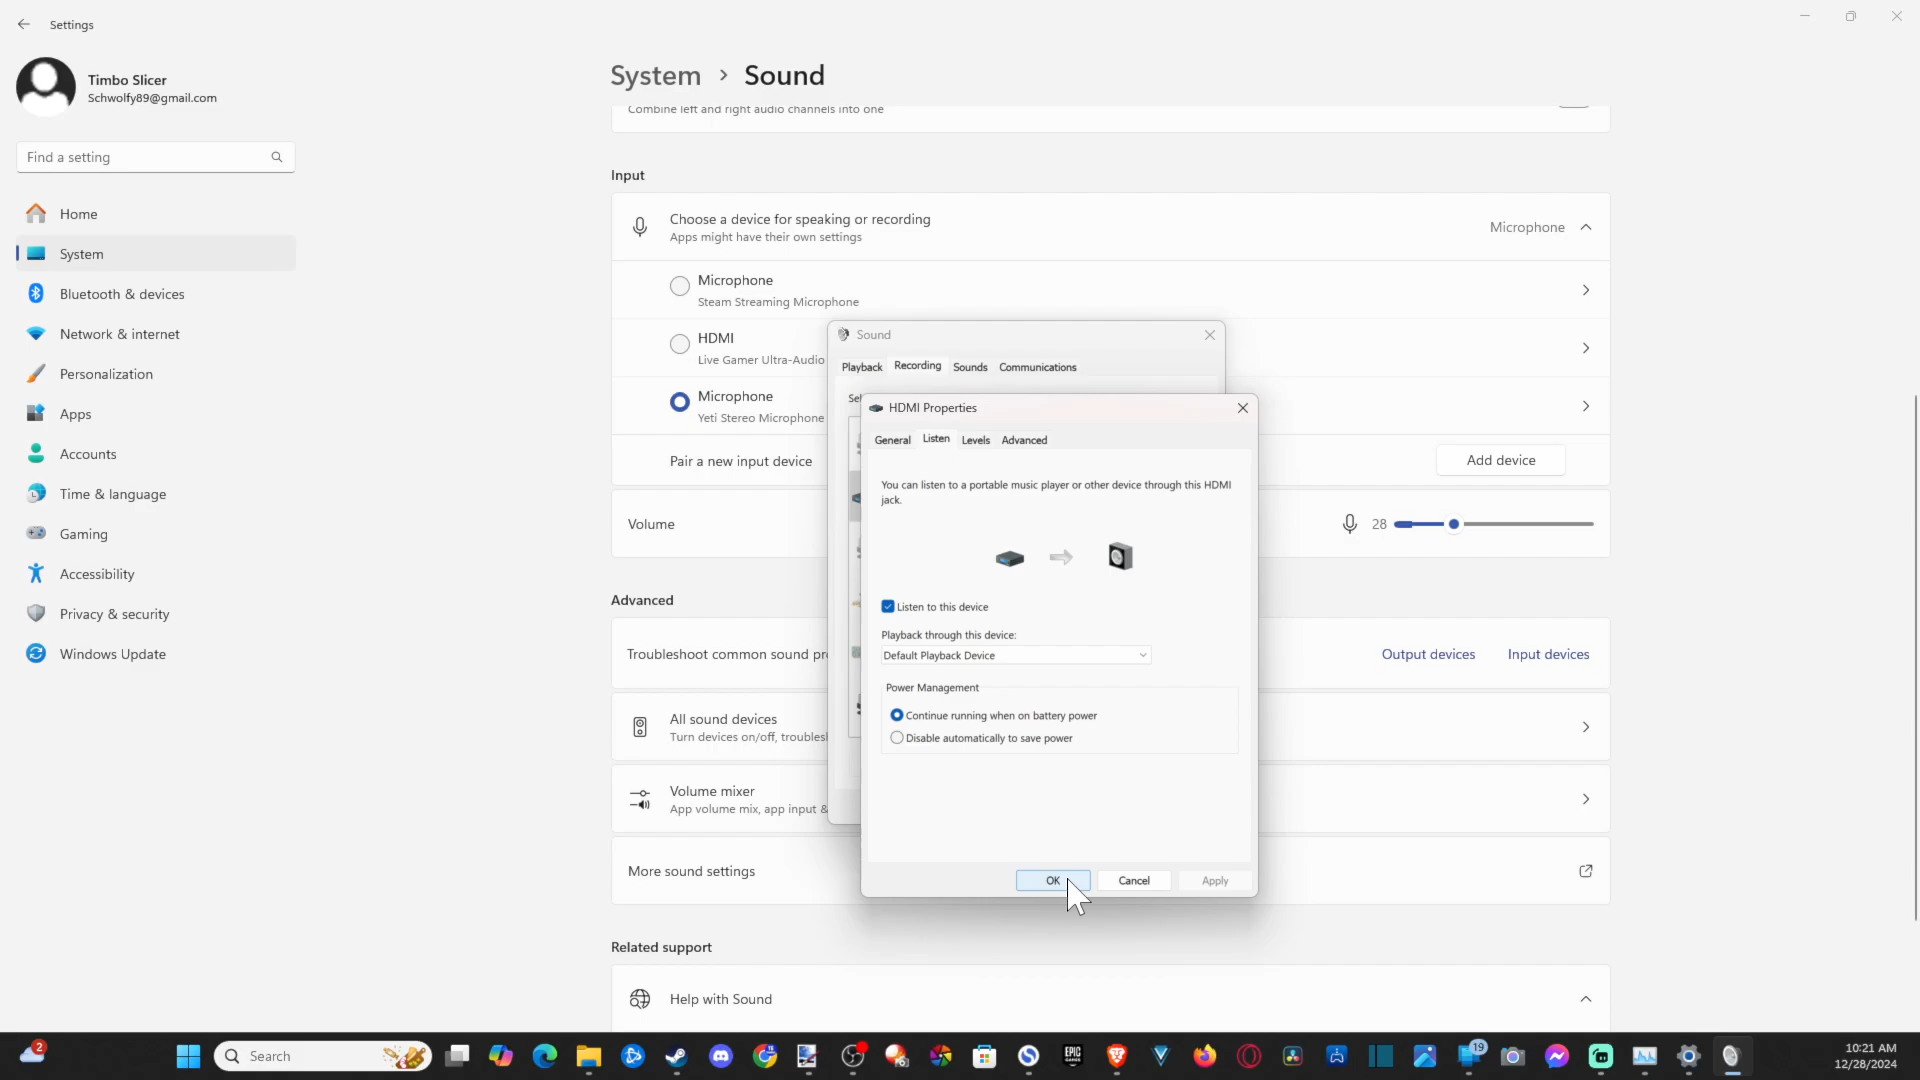 Settings
Timbo Slicer
Schwolfy89@gmail.com
Find a setting
Home
System
Bluetooth & devices
Network & internet
Personalization
Apps
Accounts
Time & language
Gaming
Accessibility
Privacy & security
Windows Update
System > Sound
Combine left and right audio channels into one
Input
Choose a device for speaking or recording
Apps might have their own settings
Microphone
Microphone
Steam Streaming Microphone
HDMI
Live Gamer Ultra-Audio
Microphone
Yeti Stereo Microphone
Pair a new input device
Add device
Volume
28
Advanced
Troubleshoot common sound pr
Output devices
Input devices
All sound devices
Turn devices on/off, troubles
Volume mixer
App volume mix, app input &
More sound settings
Related support
Help with Sound
Sound
Playback Recording Sounds Communications
Sel
HDMI Properties
General Listen Levels Advanced
You can listen to a portable music player or other device through this HDMI
jack.
Listen to this device
Playback through this device:
Default Playback Device
Power Management
Continue running when on battery power
Disable automatically to save power
OK Cancel Apply
2
Search
EPIC
GAMES
19
10:21 AM
12/28/2024